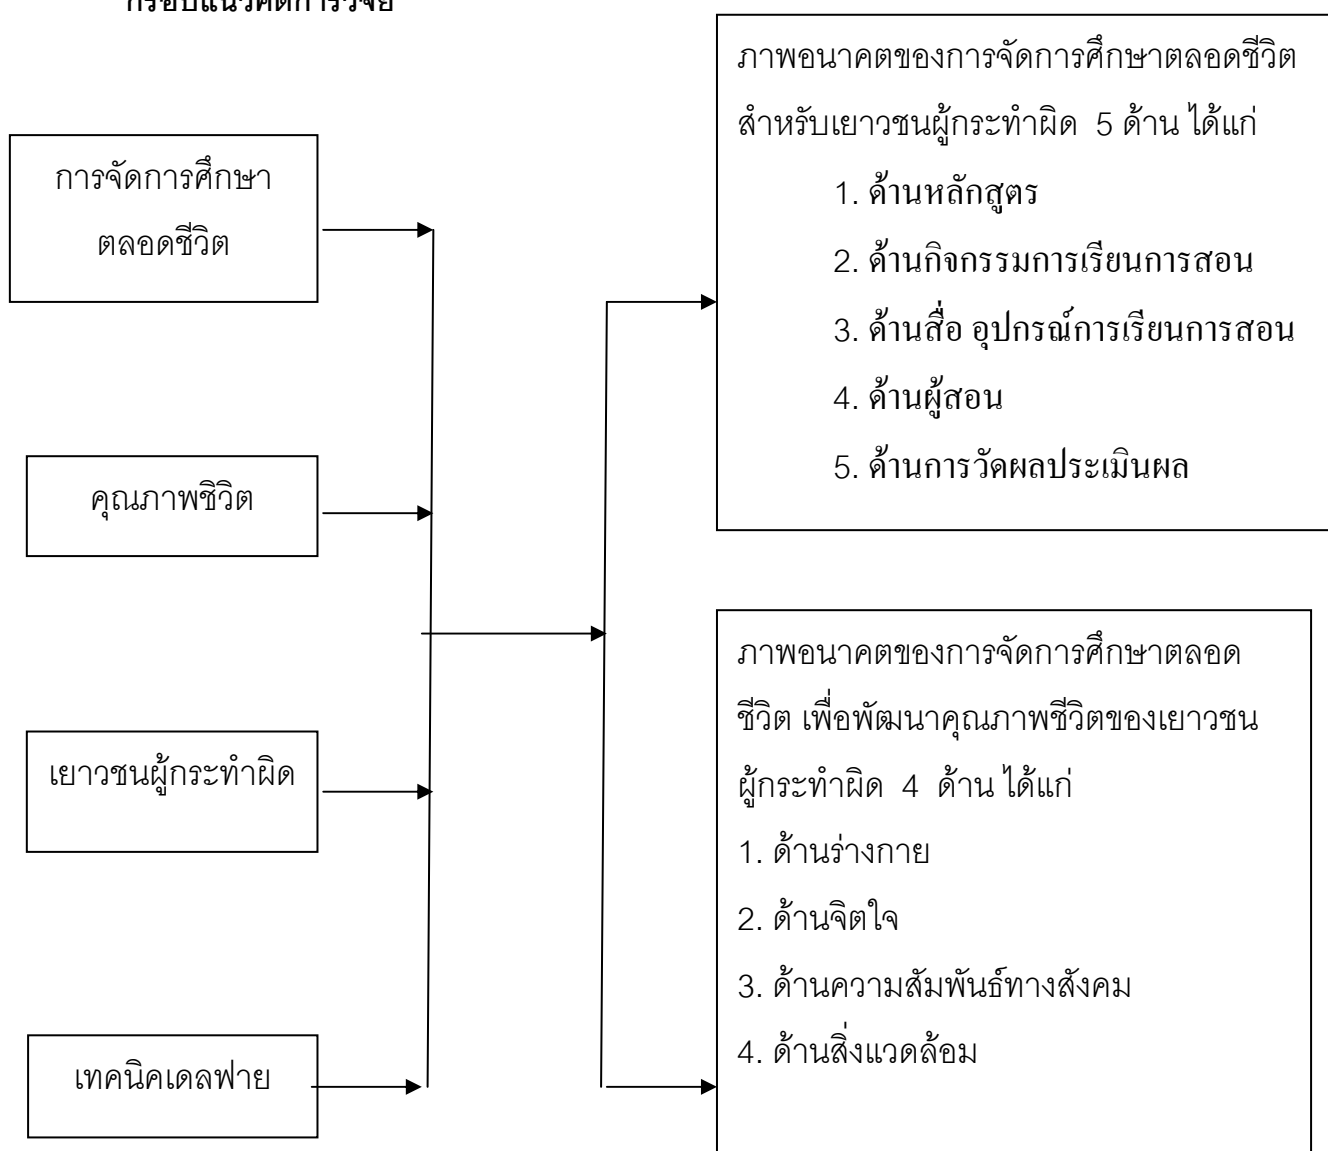 กรอบแนวคิดการวิจัย
การจัดการศึกษา
ตลอดชีวิต
คุณภาพชีวิต
เยาวชนผู้กระทำผิด
เทคนิคเดลฟาย
ภาพอนาคตของการจัดการศึกษาตลอดชีวิต
สำหรับเยาวชนผู้กระทำผิด 5 ด้าน ได้แก่
1. ด้านหลักสูตร
2. ด้านกิจกรรมการเรียนการสอน
3. ด้านสื่อ อุปกรณ์การเรียนการสอน
4. ด้านผู้สอน
5. ด้านการวัดผลประเมินผล
ภาพอนาคตของการจัดการศึกษาตลอด
ชีวิต เพื่อพัฒนาคุณภาพชีวิตของเยาวชน
ผู้กระทำผิด 4 ด้าน ได้แก่
1. ด้านร่างกาย
2. ด้านจิตใจ
3. ด้านความสัมพันธ์ทางสังคม
4. ด้านสิ่งแวดล้อม